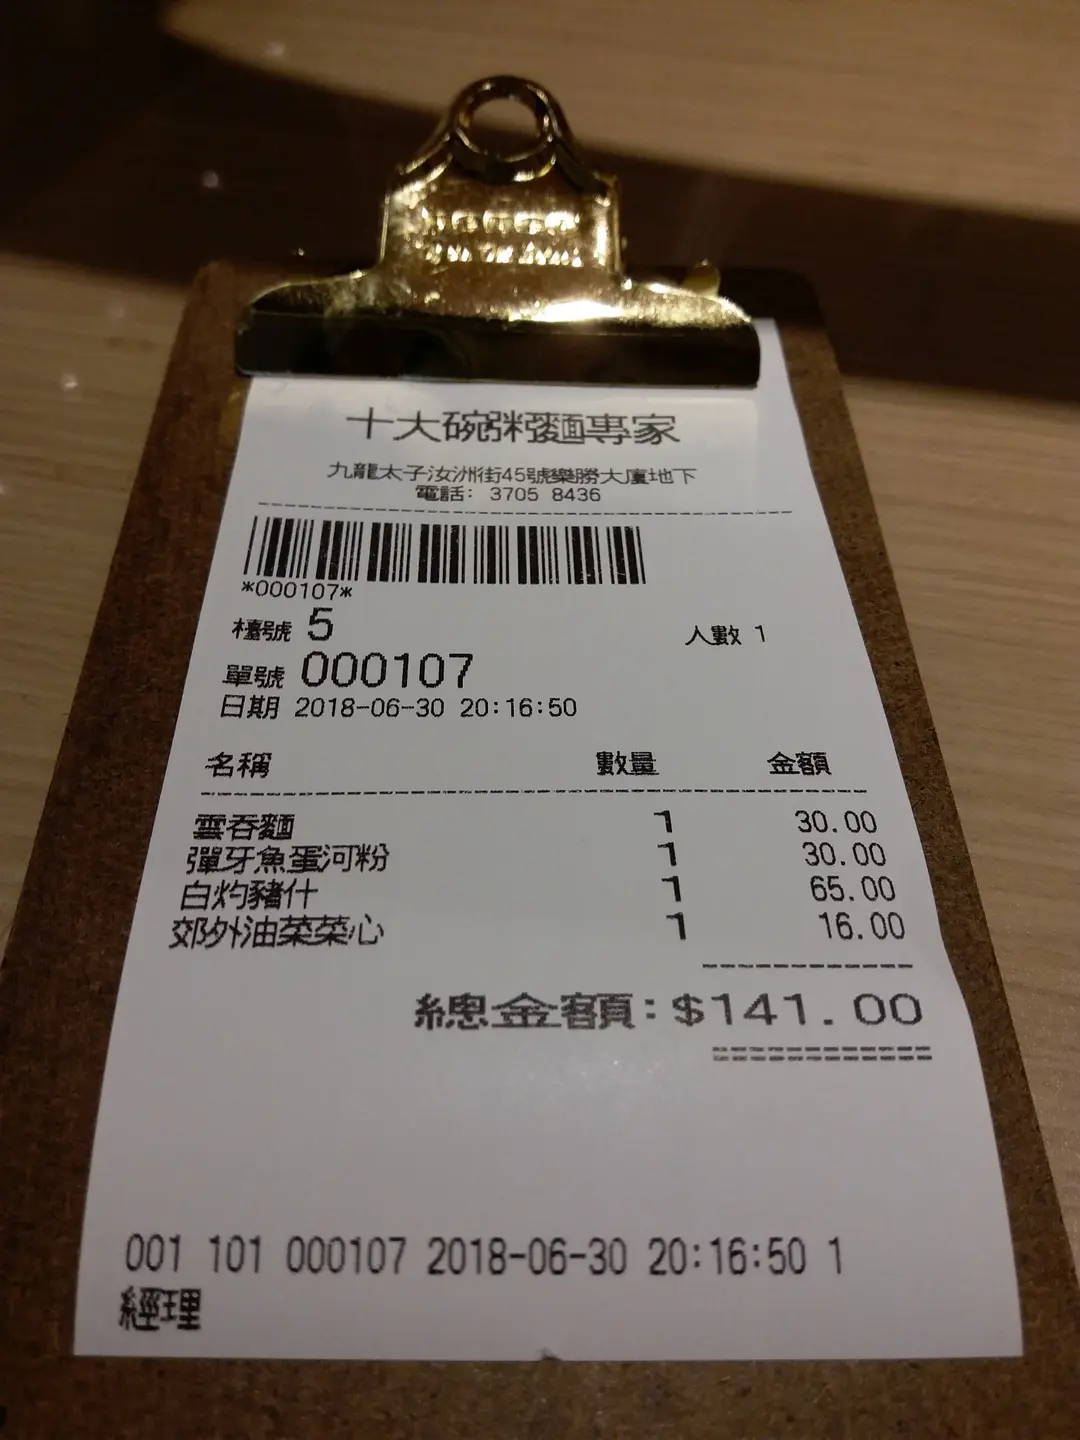 十大碗粥麵專家
九龍太子汝洲街45號樂勝大廈地下
電話: 3705 8436
*000107*
檯號 5 人數 1
單號 000107
日期 2018-06-30 20:16:50
名稱 數量 金額
雲吞麵 1 30.00
彈牙魚蛋河粉 1 30.00
白灼豬什 1 65.00
郊外油菜菜心 1 16.00
總金額:$141.00
001 101 000107 2018-06-30 20:16:50 1
經理